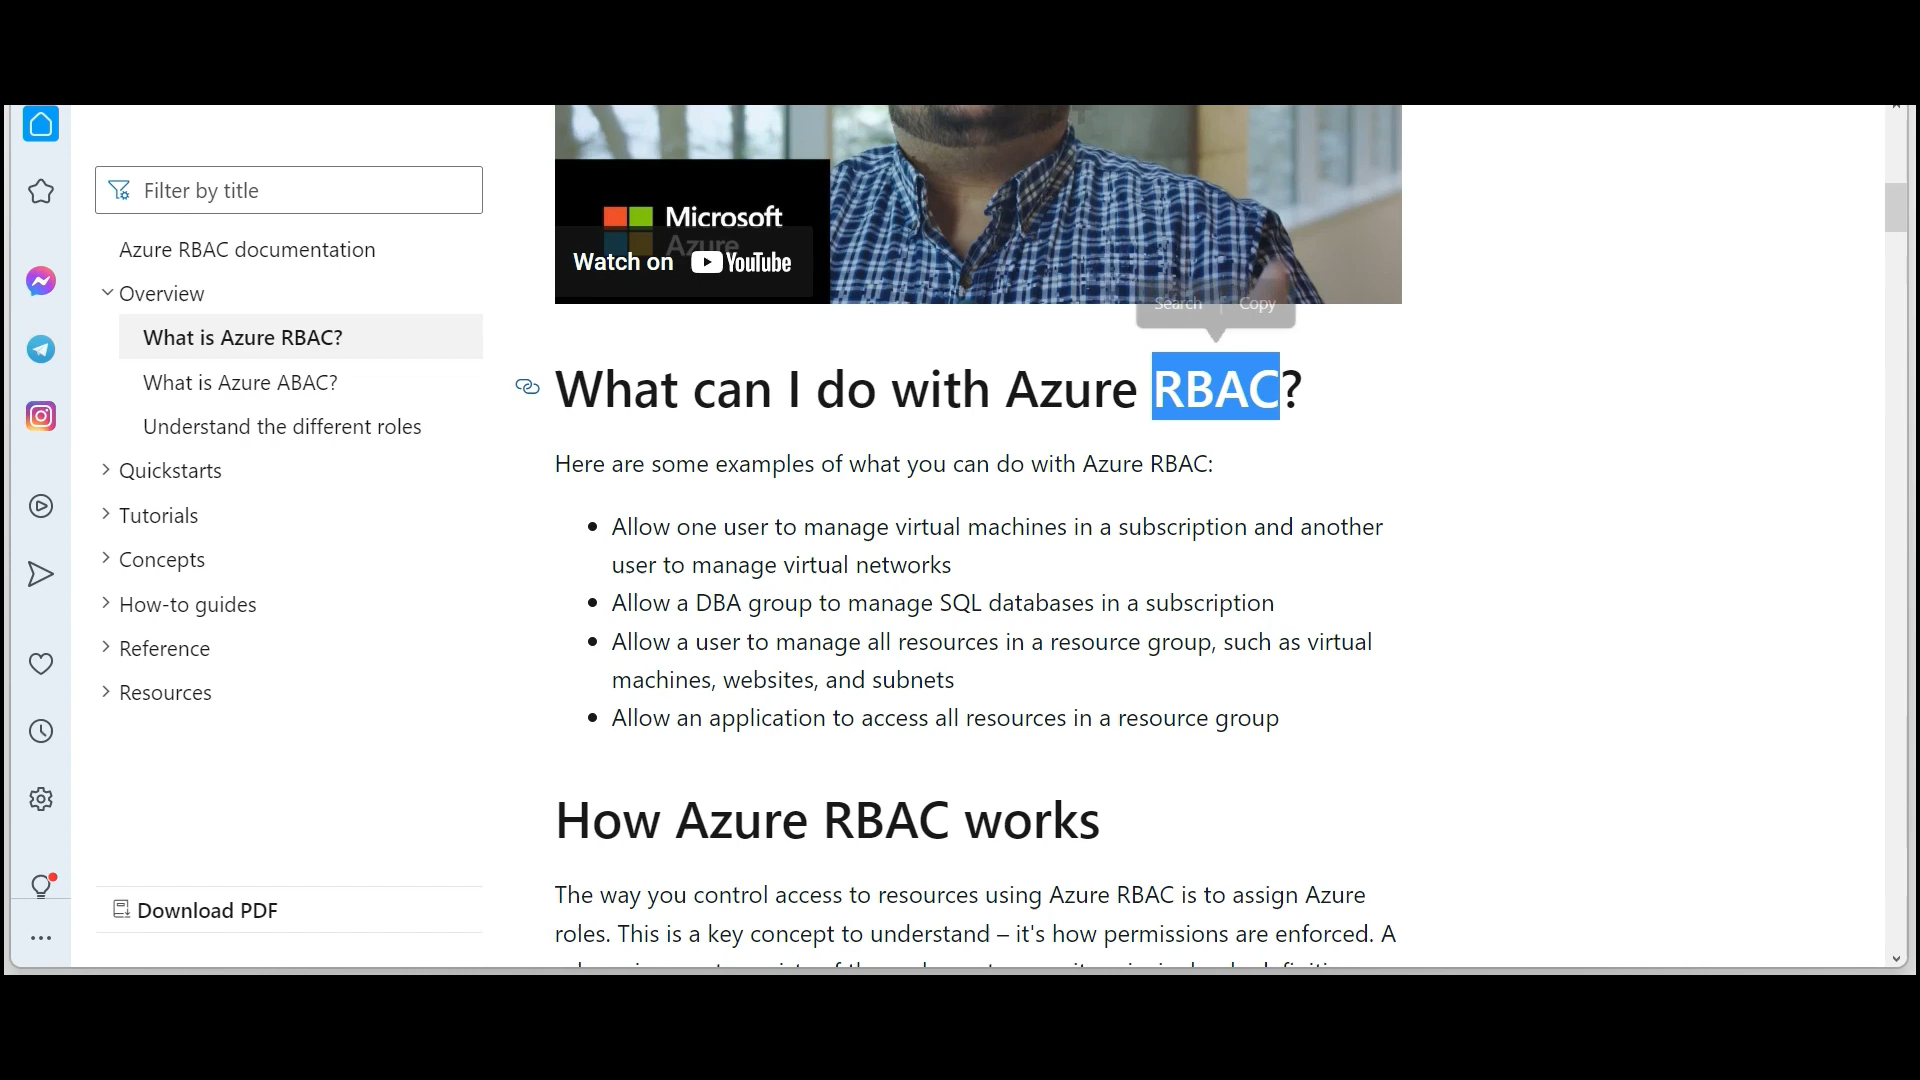 Filter by title
Azure RBAC documentation
Overview
What is Azure RBAC?
What is Azure ABAC?
Understand the different roles
Quickstarts
Tutorials
Concepts
How-to guides
Reference
Resources
Download PDF
Microsoft
Azure
Watch on YouTube
Search | Copy
What can I do with Azure RBAC?
Here are some examples of what you can do with Azure RBAC:
• Allow one user to manage virtual machines in a subscription and another
user to manage virtual networks
• Allow a DBA group to manage SQL databases in a subscription
• Allow a user to manage all resources in a resource group, such as virtual
machines, websites, and subnets
• Allow an application to access all resources in a resource group
How Azure RBAC works
The way you control access to resources using Azure RBAC is to assign Azure
roles. This is a key concept to understand – it's how permissions are enforced. A